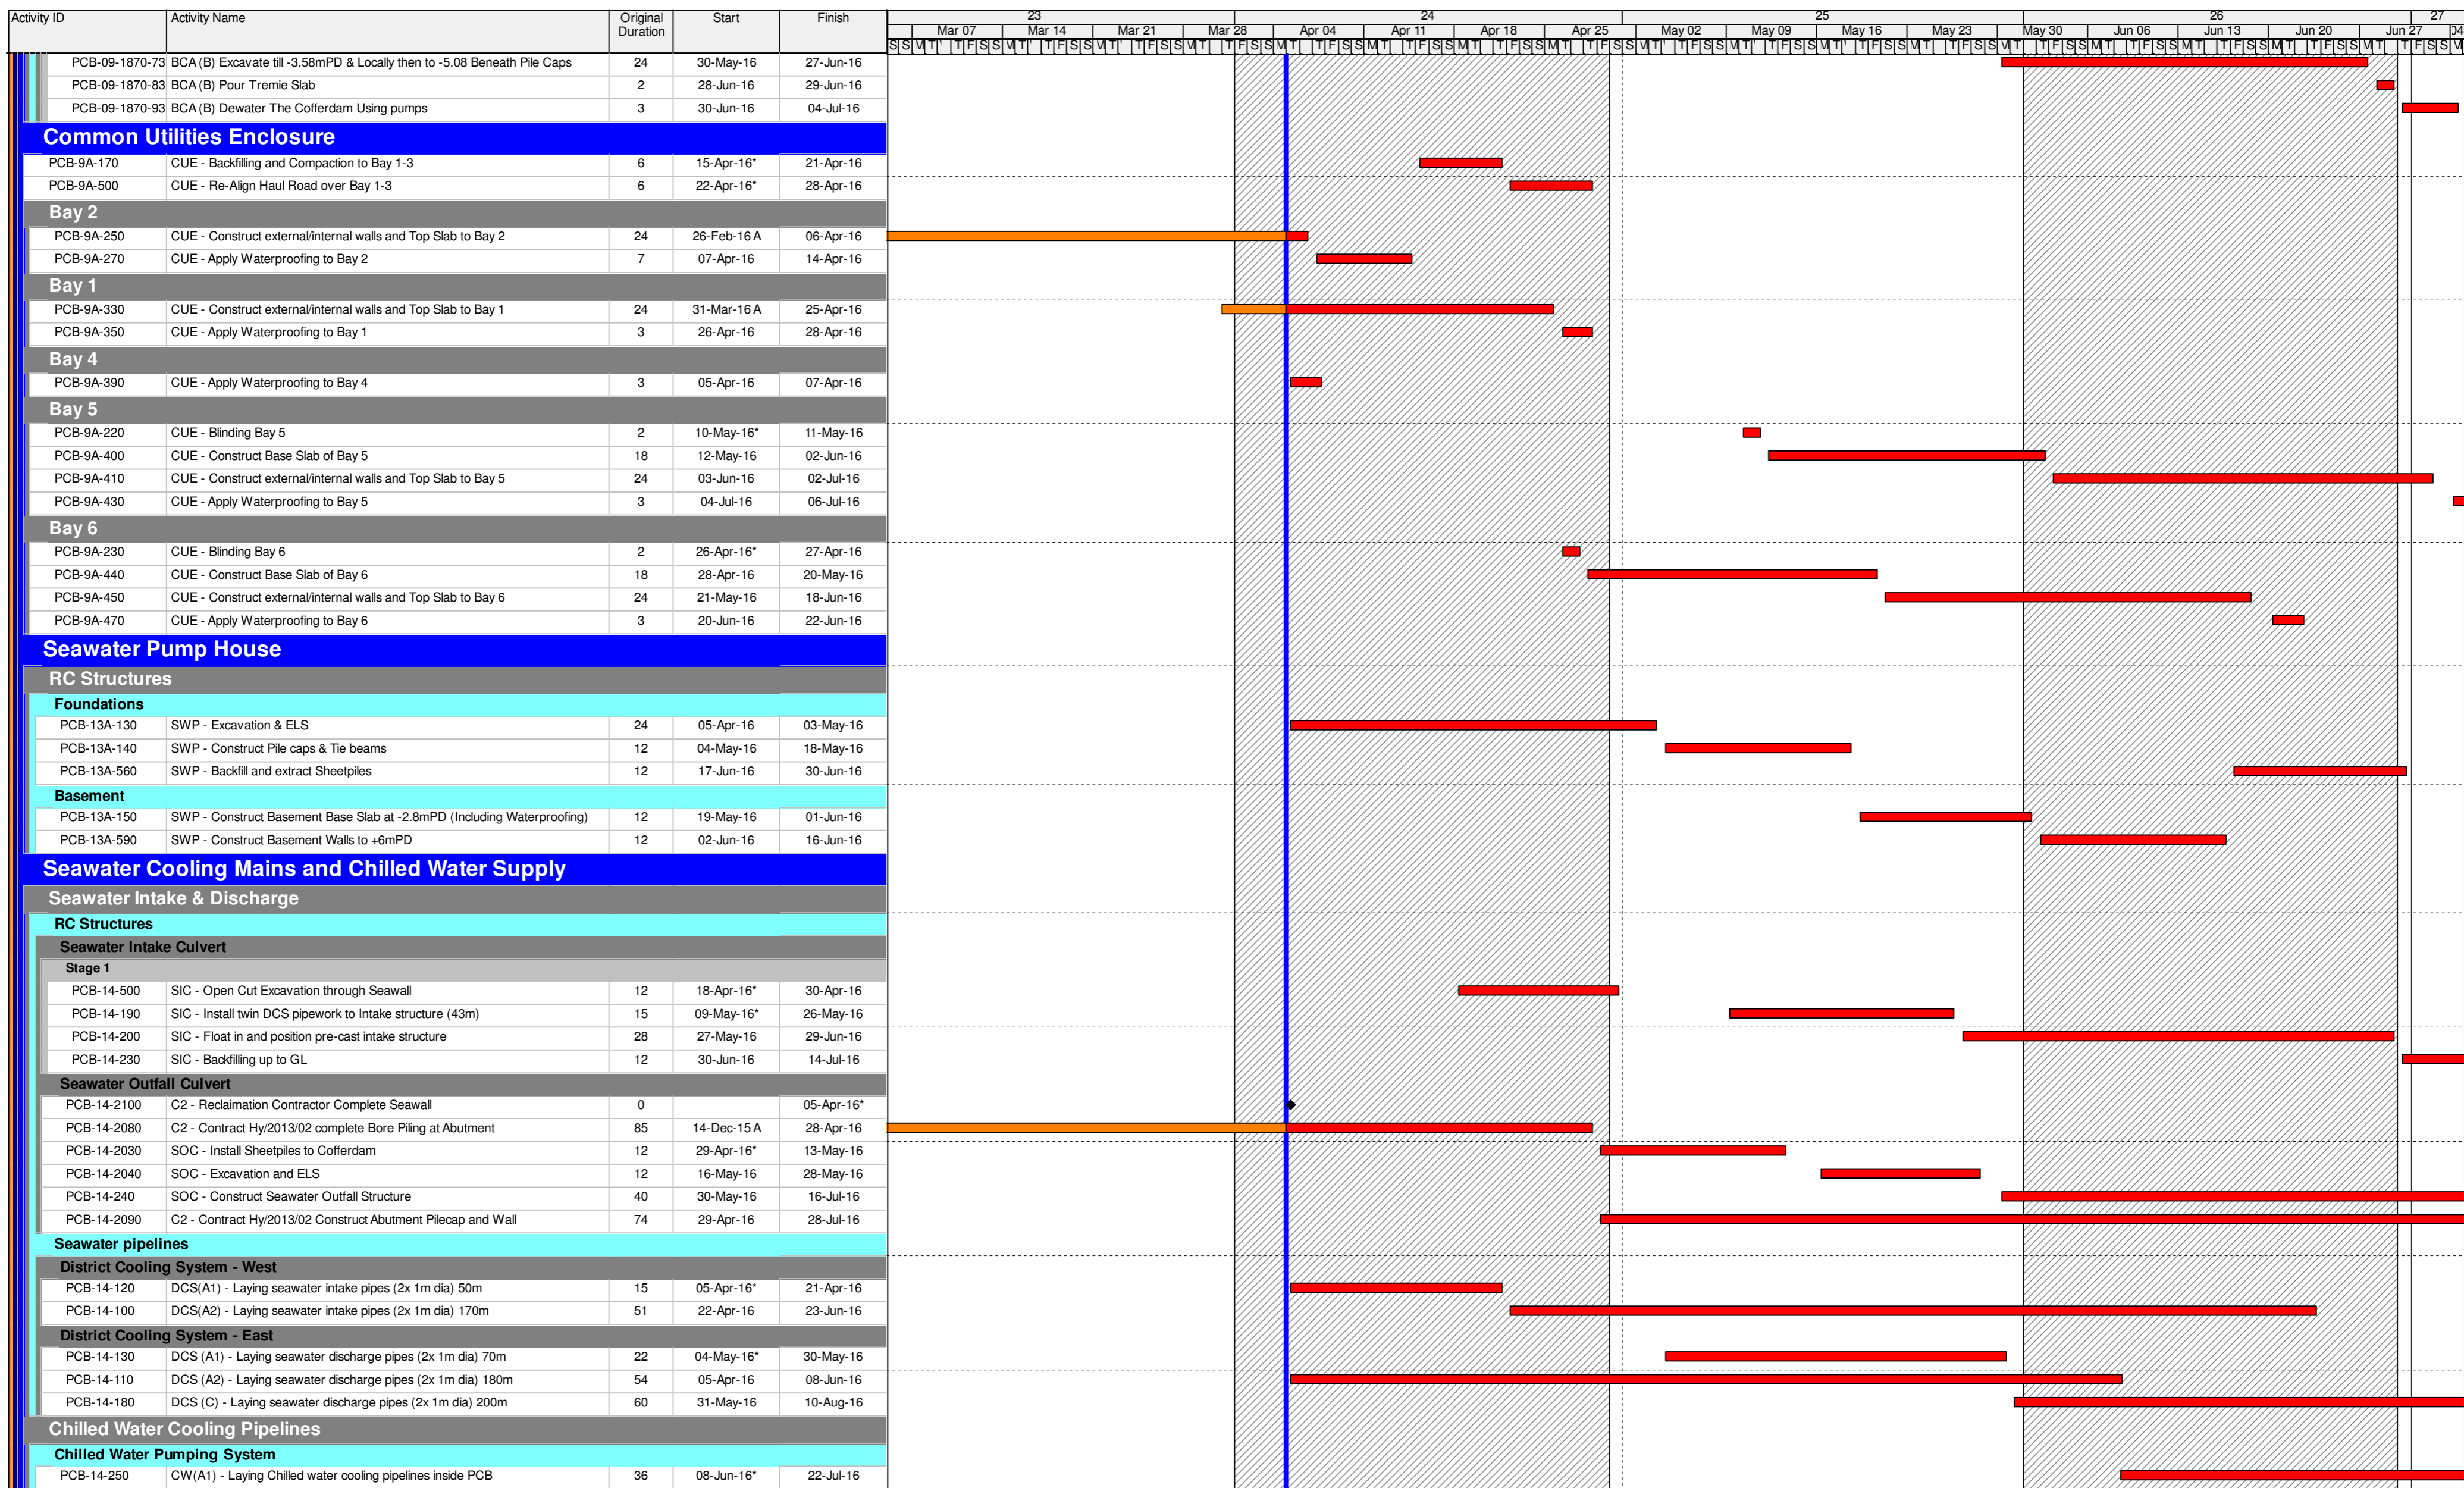 Activity ID Activity Name Original Duration Start Finish
23 24 25 26 27
Mar 07 Mar 14 Mar 21 Mar 28 Apr 04 Apr 11 Apr 18 Apr 25 May 02 May 09 May 16 May 23 May 30 Jun 06 Jun 13 Jun 20 Jun 27 04
PCB-09-1870-73 BCA (B) Excavate till -3.58mPD & Locally then to -5.08 Beneath Pile Caps 24 30-May-16 27-Jun-16
PCB-09-1870-83 BCA (B) Pour Tremie Slab 2 28-Jun-16 29-Jun-16
PCB-09-1870-93 BCA (B) Dewater The Cofferdam Using pumps 3 30-Jun-16 04-Jul-16
Common Utilities Enclosure
PCB-9A-170 CUE - Backfilling and Compaction to Bay 1-3 6 15-Apr-16* 21-Apr-16
PCB-9A-500 CUE - Re-Align Haul Road over Bay 1-3 6 22-Apr-16* 28-Apr-16
Bay 2
PCB-9A-250 CUE - Construct external/internal walls and Top Slab to Bay 2 24 26-Feb-16 A 06-Apr-16
PCB-9A-270 CUE - Apply Waterproofing to Bay 2 7 07-Apr-16 14-Apr-16
Bay 1
PCB-9A-330 CUE - Construct external/internal walls and Top Slab to Bay 1 24 31-Mar-16 A 25-Apr-16
PCB-9A-350 CUE - Apply Waterproofing to Bay 1 3 26-Apr-16 28-Apr-16
Bay 4
PCB-9A-390 CUE - Apply Waterproofing to Bay 4 3 05-Apr-16 07-Apr-16
Bay 5
PCB-9A-220 CUE - Blinding Bay 5 2 10-May-16* 11-May-16
PCB-9A-400 CUE - Construct Base Slab of Bay 5 18 12-May-16 02-Jun-16
PCB-9A-410 CUE - Construct external/internal walls and Top Slab to Bay 5 24 03-Jun-16 02-Jul-16
PCB-9A-430 CUE - Apply Waterproofing to Bay 5 3 04-Jul-16 06-Jul-16
Bay 6
PCB-9A-230 CUE - Blinding Bay 6 2 26-Apr-16* 27-Apr-16
PCB-9A-440 CUE - Construct Base Slab of Bay 6 18 28-Apr-16 20-May-16
PCB-9A-450 CUE - Construct external/internal walls and Top Slab to Bay 6 24 21-May-16 18-Jun-16
PCB-9A-470 CUE - Apply Waterproofing to Bay 6 3 20-Jun-16 22-Jun-16
Seawater Pump House
RC Structures
Foundations
PCB-13A-130 SWP - Excavation & ELS 24 05-Apr-16 03-May-16
PCB-13A-140 SWP - Construct Pile caps & Tie beams 12 04-May-16 18-May-16
PCB-13A-560 SWP - Backfill and extract Sheetpiles 12 17-Jun-16 30-Jun-16
Basement
PCB-13A-150 SWP - Construct Basement Base Slab at -2.8mPD (Including Waterproofing) 12 19-May-16 01-Jun-16
PCB-13A-590 SWP - Construct Basement Walls to +6mPD 12 02-Jun-16 16-Jun-16
Seawater Cooling Mains and Chilled Water Supply
Seawater Intake & Discharge
RC Structures
Seawater Intake Culvert
Stage 1
PCB-14-500 SIC - Open Cut Excavation through Seawall 12 18-Apr-16* 30-Apr-16
PCB-14-190 SIC - Install twin DCS pipework to Intake structure (43m) 15 09-May-16* 26-May-16
PCB-14-200 SIC - Float in and position pre-cast intake structure 28 27-May-16 29-Jun-16
PCB-14-230 SIC - Backfilling up to GL 12 30-Jun-16 14-Jul-16
Seawater Outfall Culvert
PCB-14-2100 C2 - Reclamation Contractor Complete Seawall 0 05-Apr-16*
PCB-14-2080 C2 - Contract Hy/2013/02 complete Bore Piling at Abutment 85 14-Dec-15 A 28-Apr-16
PCB-14-2030 SOC - Install Sheetpiles to Cofferdam 12 29-Apr-16* 13-May-16
PCB-14-2040 SOC - Excavation and ELS 12 16-May-16 28-May-16
PCB-14-240 SOC - Construct Seawater Outfall Structure 40 30-May-16 16-Jul-16
PCB-14-2090 C2 - Contract Hy/2013/02 Construct Abutment Pilecap and Wall 74 29-Apr-16 28-Jul-16
Seawater pipelines
District Cooling System - West
PCB-14-120 DCS(A1) - Laying seawater intake pipes (2x 1m dia) 50m 15 05-Apr-16* 21-Apr-16
PCB-14-100 DCS(A2) - Laying seawater intake pipes (2x 1m dia) 170m 51 22-Apr-16 23-Jun-16
District Cooling System - East
PCB-14-130 DCS (A1) - Laying seawater discharge pipes (2x 1m dia) 70m 22 04-May-16* 30-May-16
PCB-14-110 DCS (A2) - Laying seawater discharge pipes (2x 1m dia) 180m 54 05-Apr-16 08-Jun-16
PCB-14-180 DCS (C) - Laying seawater discharge pipes (2x 1m dia) 200m 60 31-May-16 10-Aug-16
Chilled Water Cooling Pipelines
Chilled Water Pumping System
PCB-14-250 CW(A1) - Laying Chilled water cooling pipelines inside PCB 36 08-Jun-16* 22-Jul-16